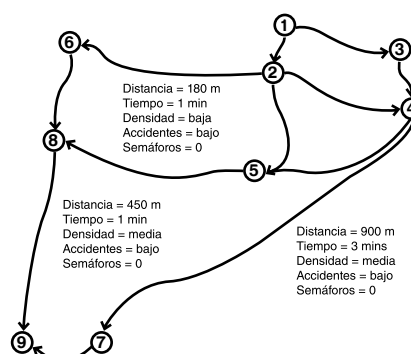 1
3
6
2
Distancia = 180 m
Tiempo = 1 min
Densidad = baja
Accidentes = bajo
Semáforos = 0
4
8
5
Distancia = 450 m
Tiempo = 1 min
Densidad = media
Accidentes = bajo
Semáforos = 0
Distancia = 900 m
Tiempo = 3 mins
Densidad = media
Accidentes = bajo
Semáforos = 0
9
7